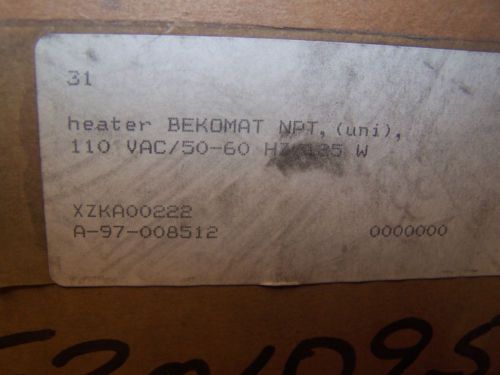 31
heater BEKOMAT NPT, (uni),
110 VAC/50-60 W
XZKA00222
A-97-008512 0000000